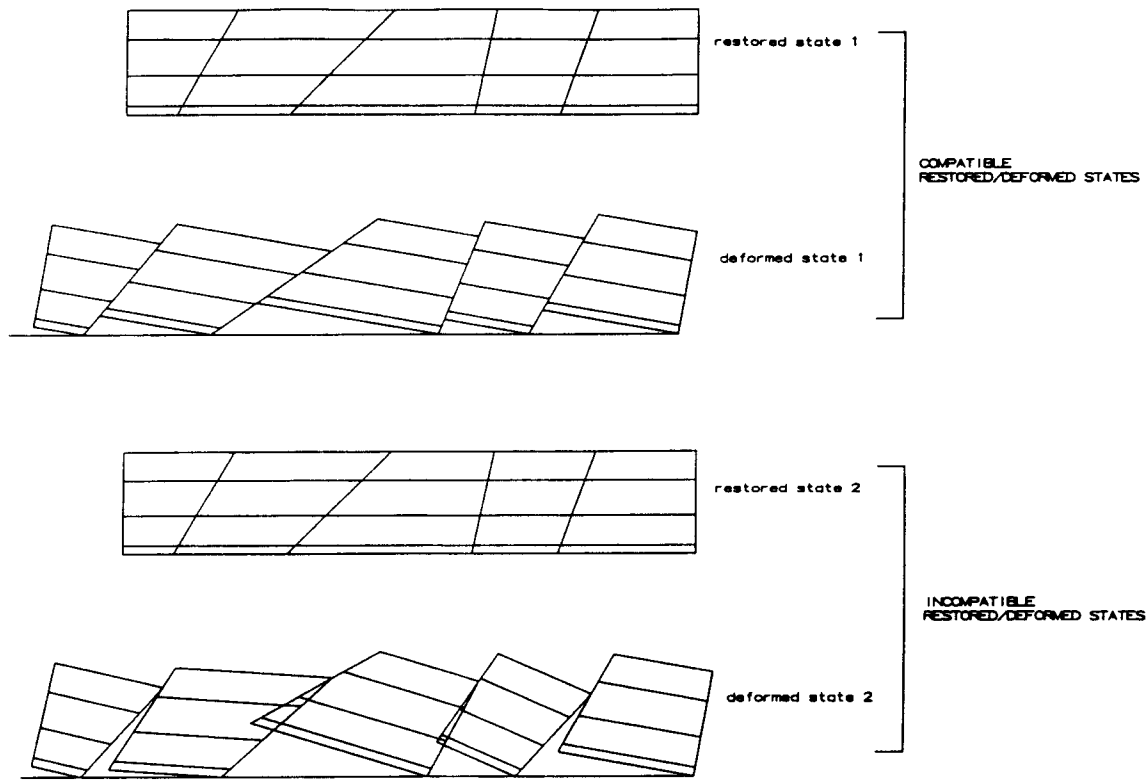 restored state 1
COMPATIBLE
RESTORED/DEFORMED STATES
deformed state 1
restored state 2
INCOMPATIBLE
RESTORED/DEFORMED STATES
deformed state 2